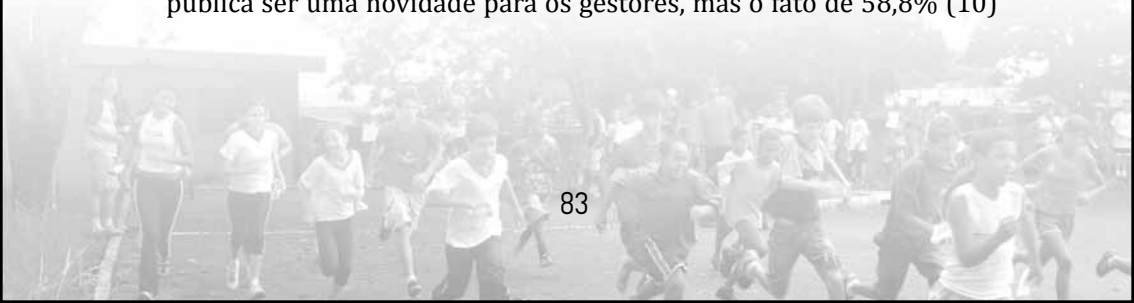 pública ser uma novidade para os gestores, mas o fato de 58,8% (10)
83